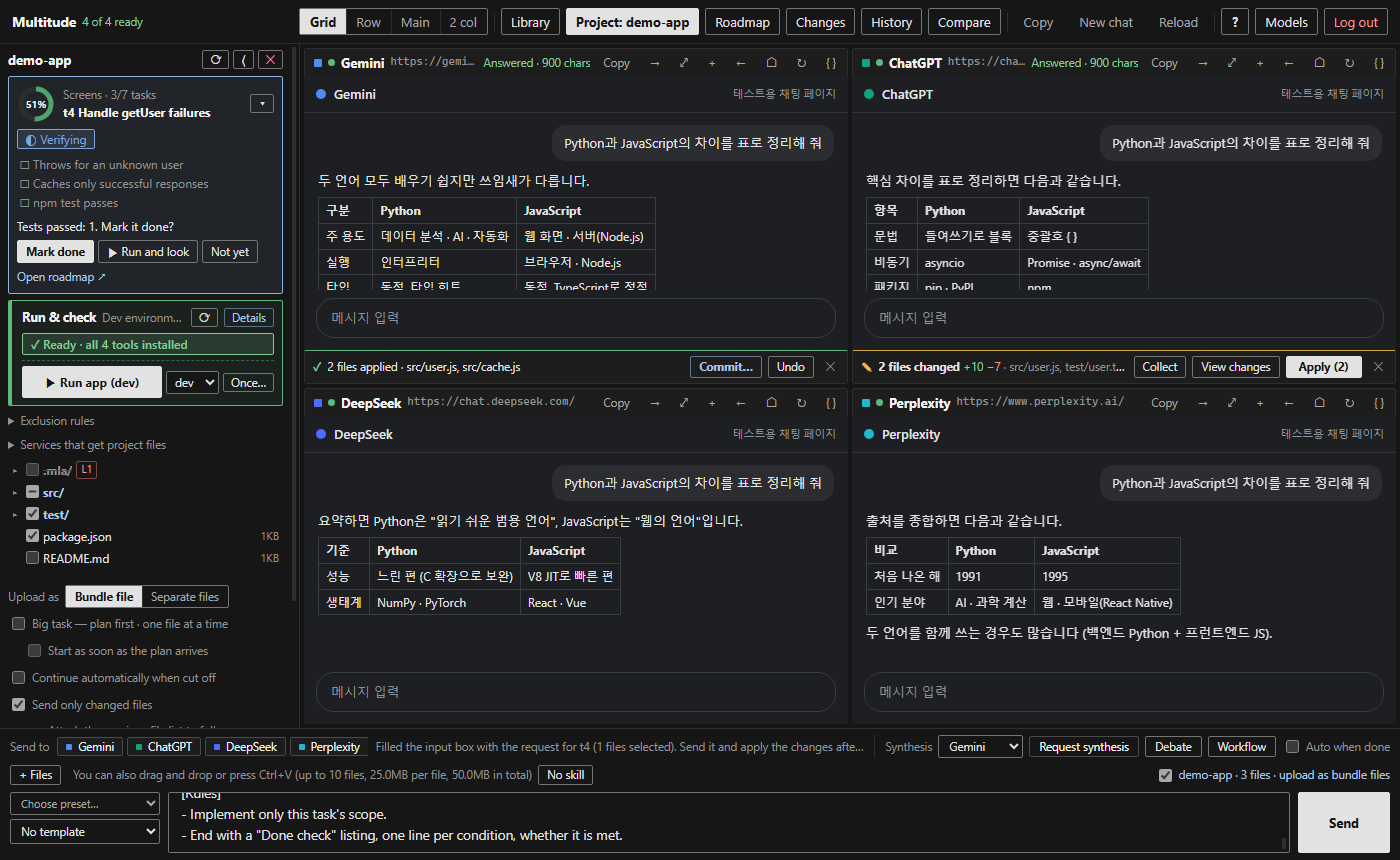 Multitude 4 of 4 ready
Grid Row Main 2 col Library Project: demo-app Roadmap Changes History Compare Copy New chat Reload ? Models Log out
demo-app
51%
Screens · 3/7 tasks
t4 Handle getUser failures
Verifying
Throws for an unknown user
Caches only successful responses
npm test passes
Tests passed: 1. Mark it done?
Mark done ▶ Run and look Not yet
Open roadmap ↗
Run & check Dev environm... Details
✓ Ready · all 4 tools installed
▶ Run app (dev) dev Once...
Exclusion rules
Services that get project files
.mla/ L1
src/
test/
package.json 1KB
README.md 1KB
Upload as Bundle file Separate files
Big task — plan first · one file at a time
Start as soon as the plan arrives
Continue automatically when cut off
Send only changed files
Gemini https://gemi... Answered · 900 chars Copy → ⤢ + ← ↻ { }
Gemini 테스트용 채팅 페이지
Python과 JavaScript의 차이를 표로 정리해 줘
두 언어 모두 배우기 쉽지만 쓰임새가 다릅니다.
구분 Python JavaScript
주 용도 데이터 분석 · AI · 자동화 웹 화면 · 서버(Node.js)
실행 인터프리터 브라우저 · Node.js
타입 동적, 타입 힌트 동적, TypeScript로 정적
메시지 입력
✓ 2 files applied · src/user.js, src/cache.js Commit... Undo ×
ChatGPT https://cha... Answered · 900 chars Copy → ⤢ + ← ↻ { }
ChatGPT 테스트용 채팅 페이지
Python과 JavaScript의 차이를 표로 정리해 줘
핵심 차이를 표로 정리하면 다음과 같습니다.
항목 Python JavaScript
문법 들여쓰기로 블록 중괄호 { }
비동기 asyncio Promise · async/await
패키지 pip · PyPI npm
메시지 입력
2 files changed +10 −7 · src/user.js, test/user.t... Collect View changes Apply (2) ×
DeepSeek https://chat.deepseek.com/ Copy → ⤢ + ← ↻ { }
DeepSeek 테스트용 채팅 페이지
Python과 JavaScript의 차이를 표로 정리해 줘
요약하면 Python은 "읽기 쉬운 범용 언어", JavaScript는 "웹의 언어"입니다.
기준 Python JavaScript
성능 느린 편 (C 확장으로 보완) V8 JIT로 빠른 편
생태계 NumPy · PyTorch React · Vue
메시지 입력
Perplexity https://www.perplexity.ai/ Copy → ⤢ + ← ↻ { }
Perplexity 테스트용 채팅 페이지
Python과 JavaScript의 차이를 표로 정리해 줘
출처를 종합하면 다음과 같습니다.
비교 Python JavaScript
처음 나온 해 1991 1995
인기 분야 AI · 과학 계산 웹 · 모바일(React Native)
두 언어를 함께 쓰는 경우도 많습니다 (백엔드 Python + 프런트엔드 JS).
메시지 입력
Send to Gemini ChatGPT DeepSeek Perplexity Filled the input box with the request for t4 (1 files selected). Send it and apply the changes afte... Synthesis Gemini Request synthesis Debate Workflow Auto when done
+ Files You can also drag and drop or press Ctrl+V (up to 10 files, 25.0MB per file, 50.0MB in total) No skill demo-app · 3 files · upload as bundle files
Choose preset...
No template
[Rules]
- Implement only this task's scope.
- End with a "Done check" listing, one line per condition, whether it is met.
Send